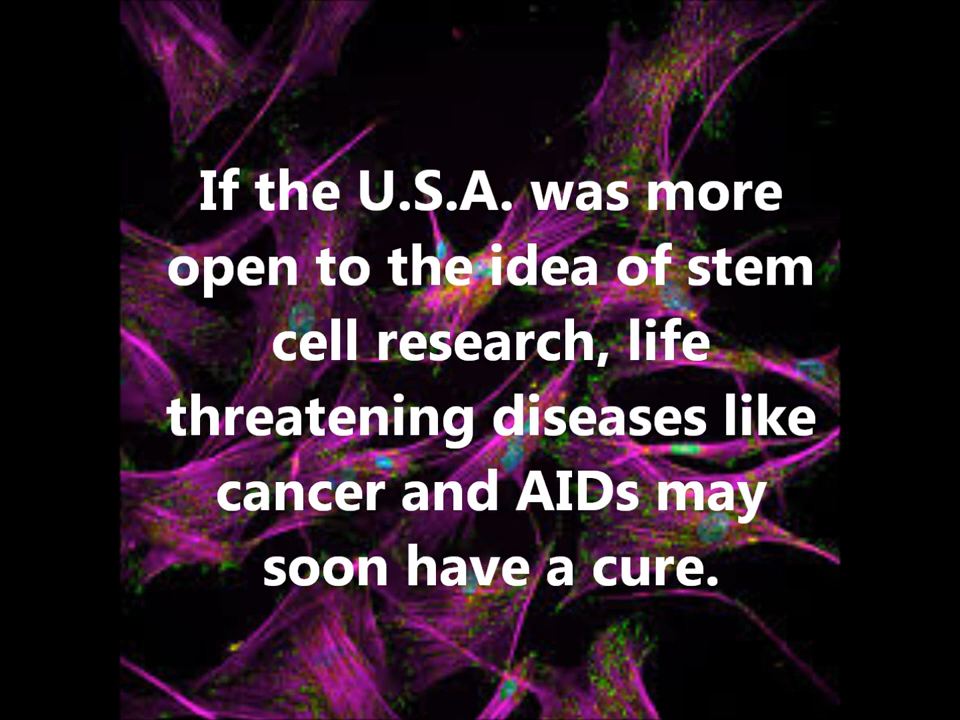 If the U.S.A. was more
open to the idea of stem
cell research, life
threatening diseases like
cancer and AIDs may
soon have a cure.